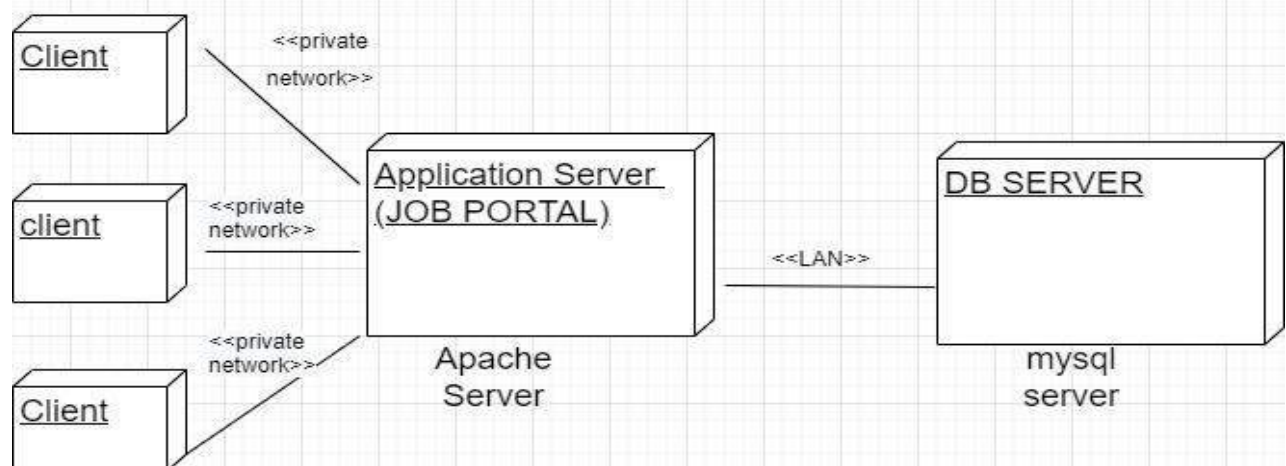 Client
<<private
network>>
client
<<private
network>>
Client
<<private
network>>
Application Server
(JOB PORTAL)
Apache
Server
<<LAN>>
DB SERVER
mysql
server